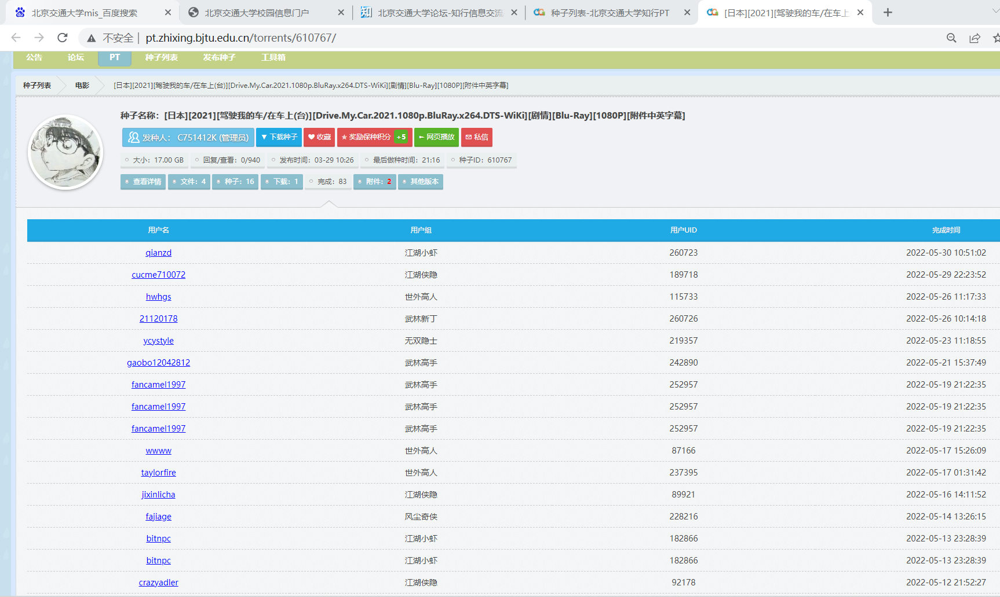 北京交通大学mis_百度搜索
北京交通大学校园信息门户
北京交通大学论坛-知行信息交流
种子列表-北京交通大学知行PT
[日本][2021][驾驶我的车/在车上
不安全 | pt.zhixing.bjtu.edu.cn/torrents/610767/
公告 论坛 PT 种子列表 发布种子 工具箱
种子列表 电影 [日本][2021][驾驶我的车/在车上(台)][Drive.My.Car.2021.1080p.BluRay.x264.DTS-WiKi][剧情][Blu-Ray][1080P][附件中英字幕]
种子名称：[日本][2021][驾驶我的车/在车上(台)][Drive.My.Car.2021.1080p.BluRay.x264.DTS-WiKi][剧情][Blu-Ray][1080P][附件中英字幕]
发种人： C751412K (管理员) 下载种子 收藏 奖励保种积分 +5 网页播放 私信
大小：17.00 GB 回复/查看：0/940 发布时间：03-29 10:26 最后做种时间：21:16 种子ID：610767
查看详情 文件：4 种子：16 下载：1 完成：83 附件：2 其他版本
用户名 用户组 用户UID 完成时间
qianzd 江湖小虾 260723 2022-05-30 10:51:02
cucme710072 江湖侠隐 189718 2022-05-29 22:23:52
hwhgs 世外高人 115733 2022-05-26 11:17:33
21120178 武林新丁 260726 2022-05-26 10:14:18
ycystyle 无双隐士 219357 2022-05-23 11:18:55
gaobo12042812 武林高手 242890 2022-05-21 15:37:49
fancamel1997 武林高手 252957 2022-05-19 21:22:35
fancamel1997 武林高手 252957 2022-05-19 21:22:35
fancamel1997 武林高手 252957 2022-05-19 21:22:35
wwww 世外高人 87166 2022-05-17 15:26:09
taylorfire 世外高人 237395 2022-05-17 01:31:42
jixinlicha 江湖侠隐 89921 2022-05-16 14:11:52
fajiage 风尘奇侠 228216 2022-05-14 13:26:15
bitnpc 江湖小虾 182866 2022-05-13 23:28:39
bitnpc 江湖小虾 182866 2022-05-13 23:28:39
crazyadler 江湖侠隐 92178 2022-05-12 21:52:27